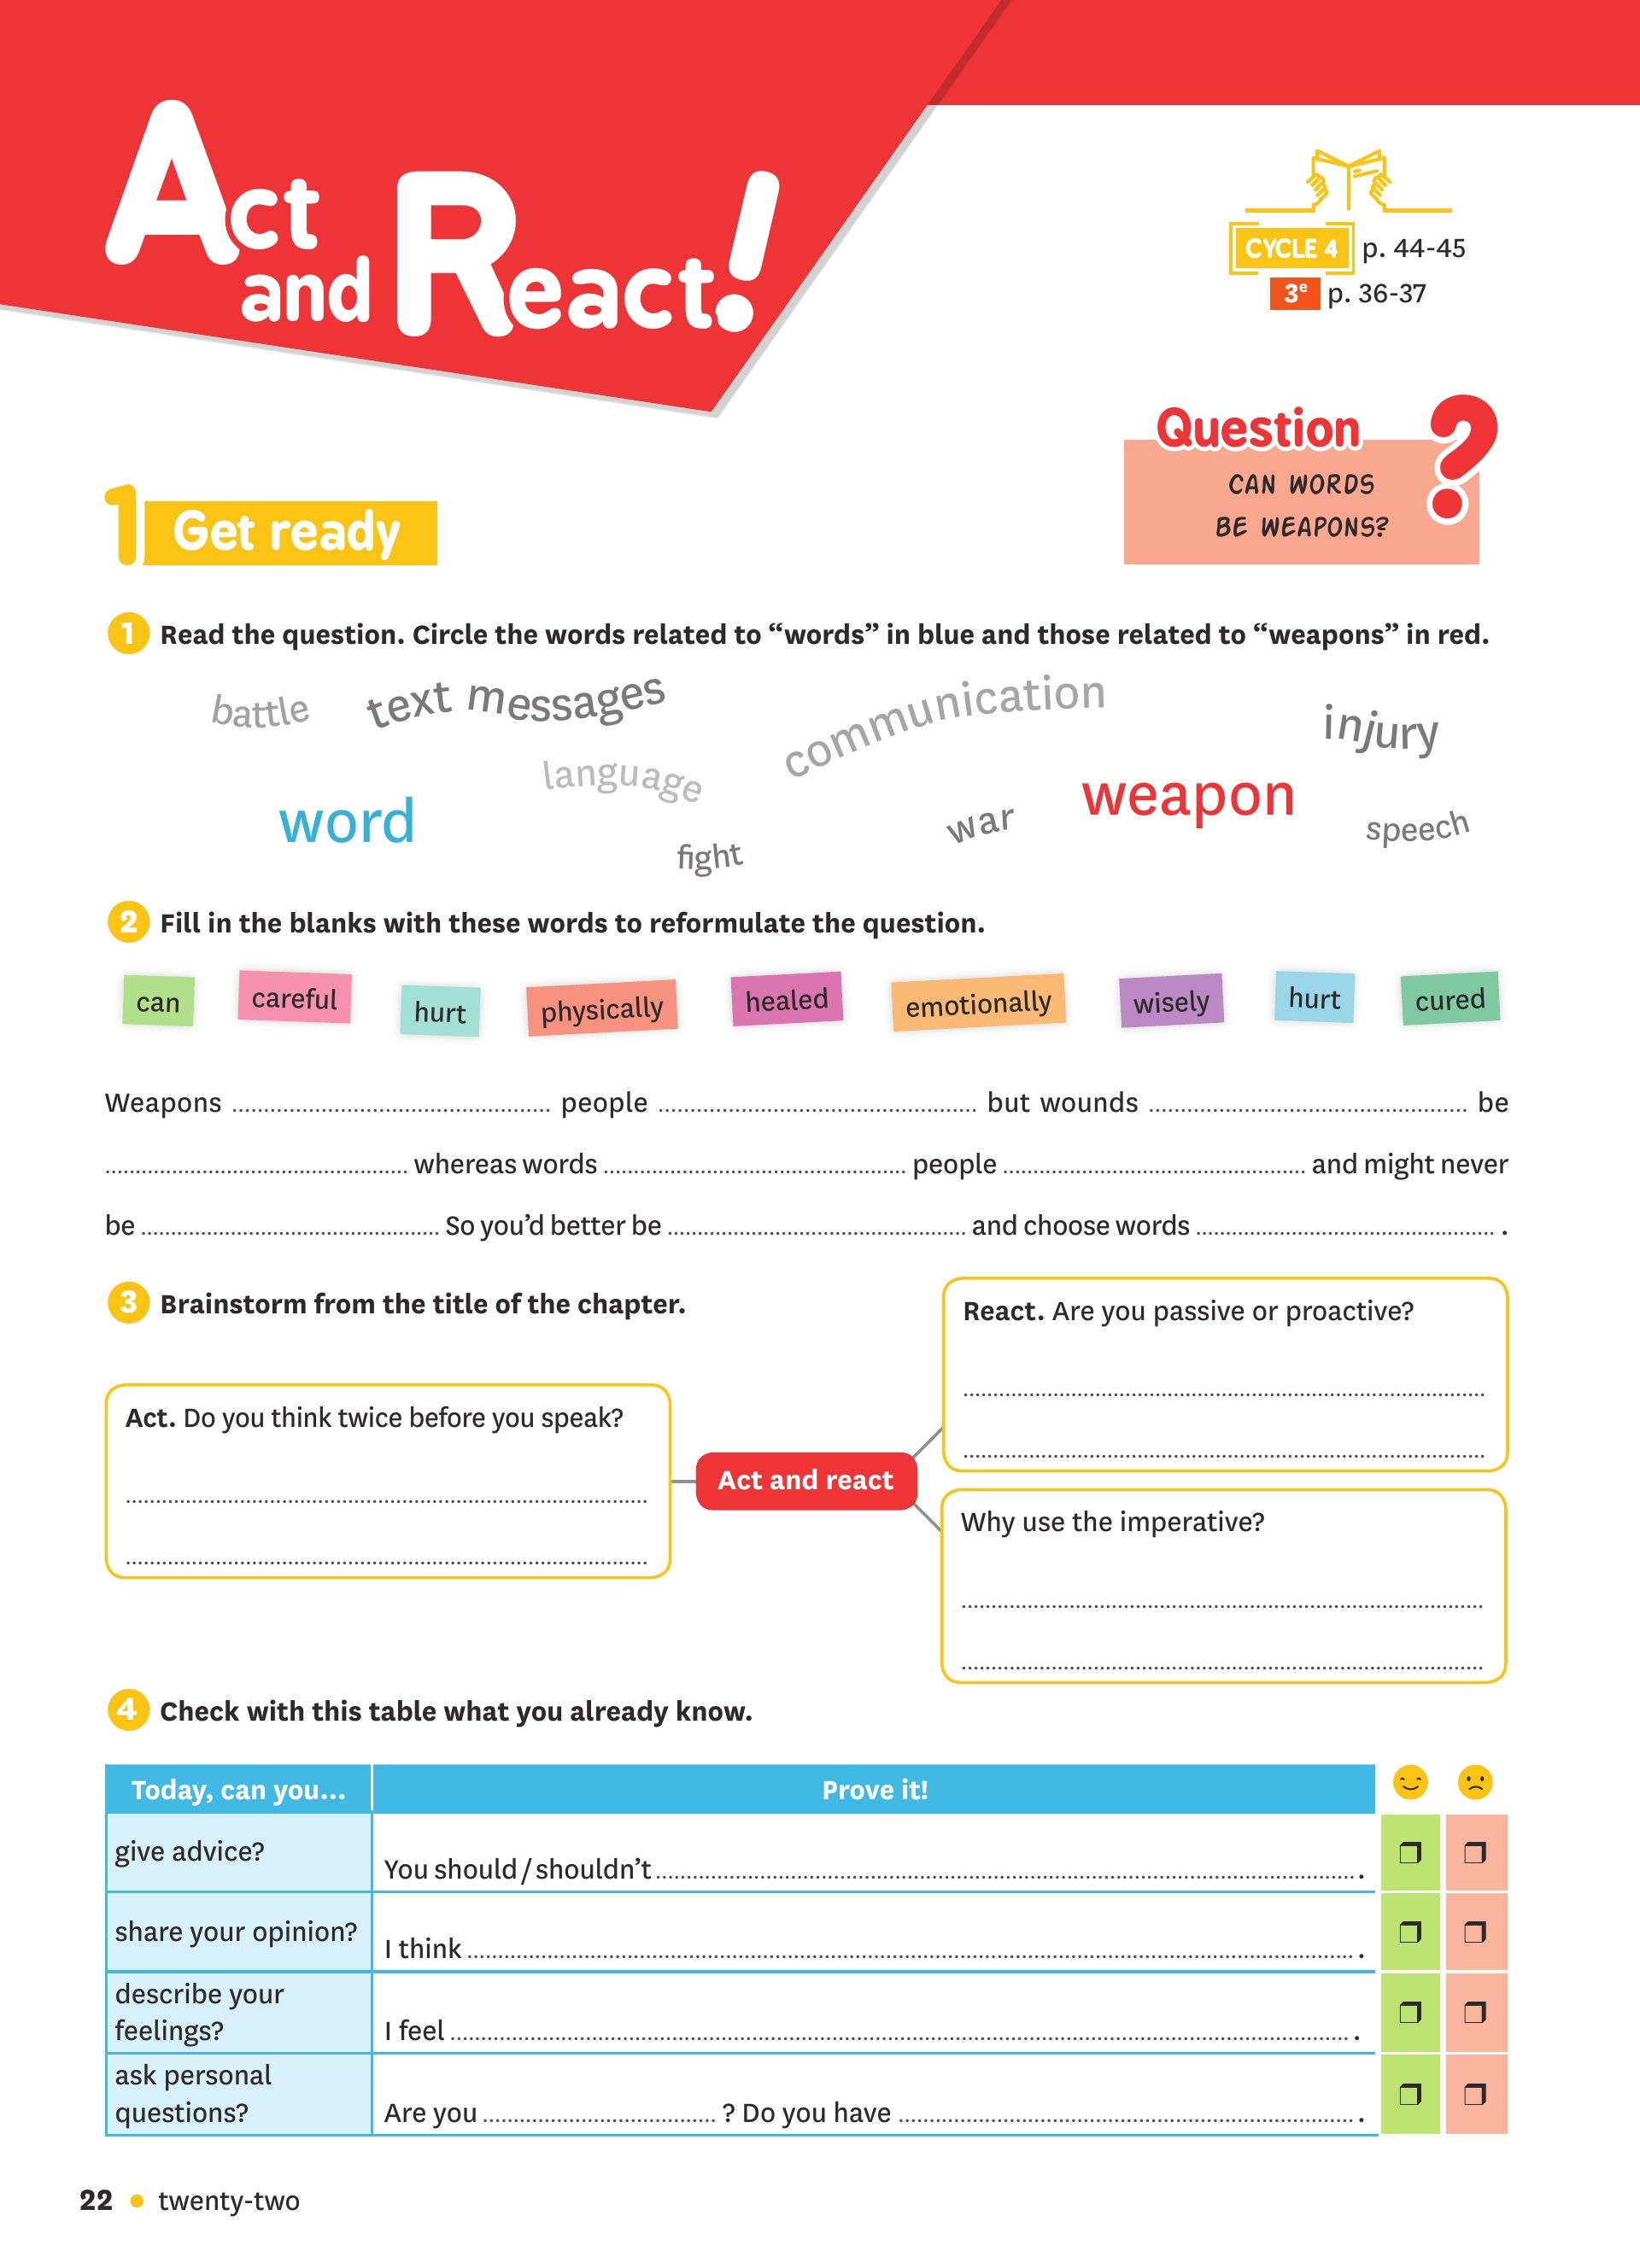 Act
and React!
CYCLE 4 p. 44-45
3e p. 36-37
Question ?
CAN WORDS
BE WEAPONS?
1 Get ready
1 Read the question. Circle the words related to “words” in blue and those related to “weapons” in red.
battle text messages communication injury
language
word weapon
war speech
fight
2 Fill in the blanks with these words to reformulate the question.
can careful hurt physically healed emotionally wisely hurt cured
Weapons ........................ people ........................ but wounds ........................ be
........................ whereas words ........................ people ........................ and might never
be ........................ So you’d better be ........................ and choose words ........................ .
3 Brainstorm from the title of the chapter.
React. Are you passive or proactive?
Act. Do you think twice before you speak?
Act and react
Why use the imperative?
4 Check with this table what you already know.
Today, can you... Prove it!
give advice? You should / shouldn’t ........................ .
share your opinion? I think ........................ .
describe your
feelings? I feel ........................ .
ask personal
questions? Are you ........................ ? Do you have ........................ .
22 • twenty-two